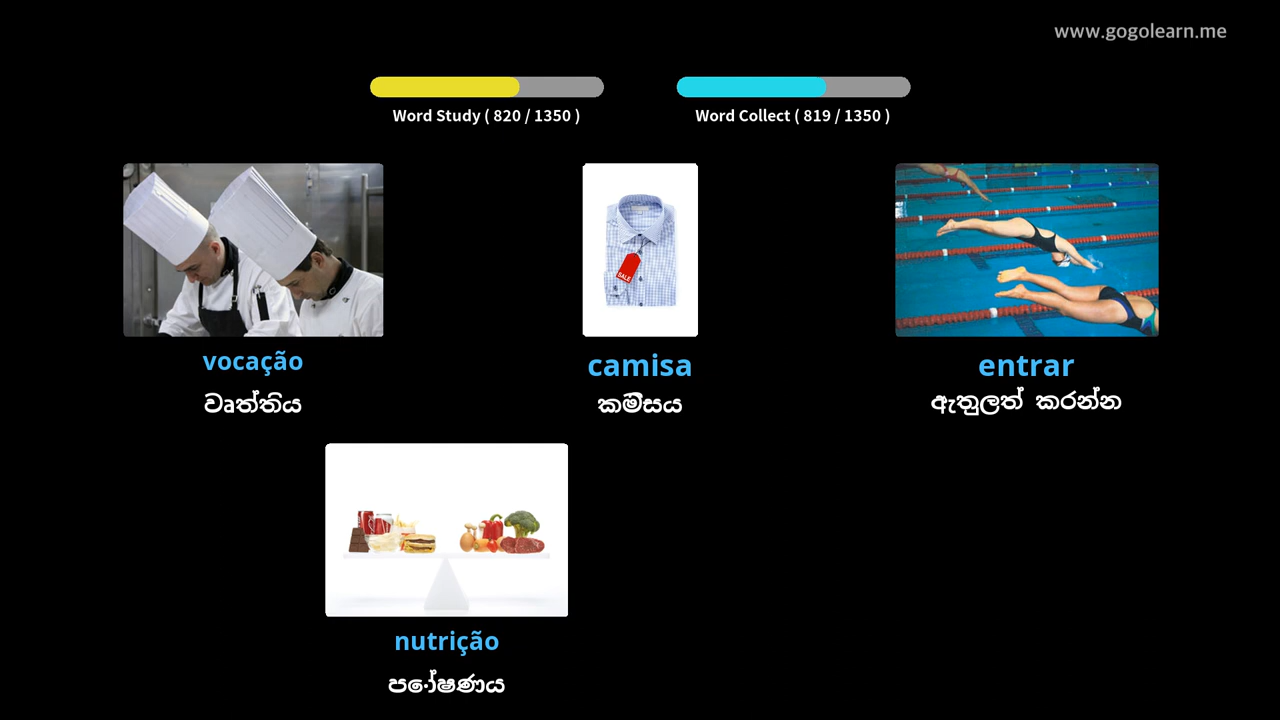 www.gogolearn.me
Word Study ( 820 / 1350 )
Word Collect ( 819 / 1350 )
SALE
vocação
camisa
entrar
වෘත්තිය
කමිසය
ඇතුලත් කරන්න
nutrição
පෝෂණය